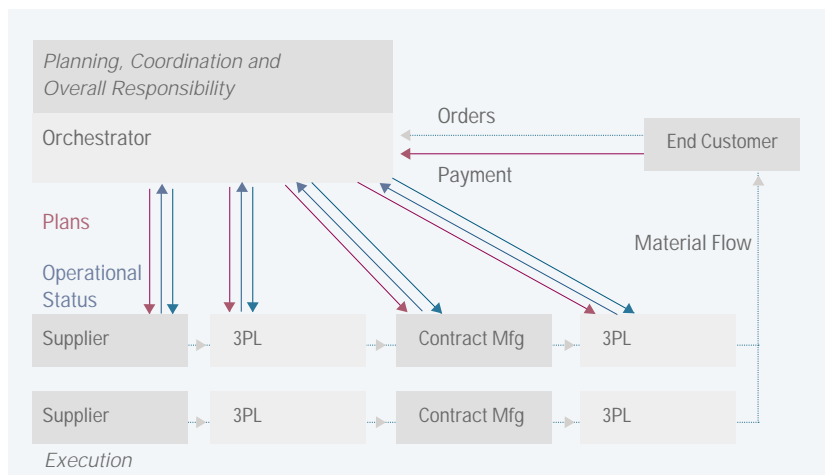 Planning, Coordination and
Overall Responsibility
Orchestrator
Orders
End Customer
Payment
Plans
Material Flow
Operational
Status
Supplier
3PL
Contract Mfg
3PL
Supplier
3PL
Contract Mfg
3PL
Execution